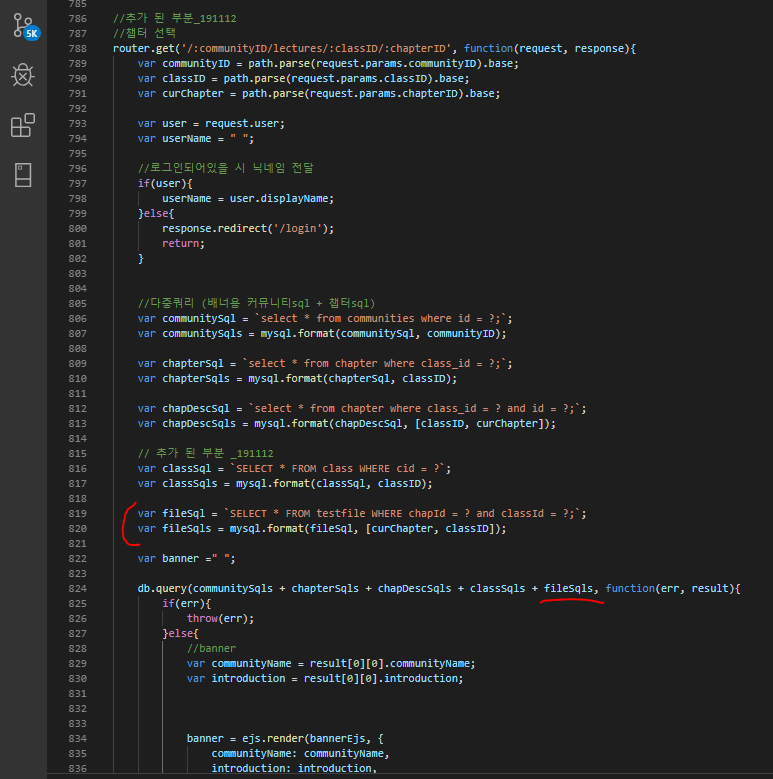 785
786 //추가 된 부분_191112
787 //챕터 선택
788 router.get('/:communityID/lectures/:classID/:chapterID', function(request, response){
789 var communityID = path.parse(request.params.communityID).base;
790 var classID = path.parse(request.params.classID).base;
791 var curChapter = path.parse(request.params.chapterID).base;
792
793 var user = request.user;
794 var userName = " ";
795
796 //로그인되어있을 시 닉네임 전달
797 if(user){
798 userName = user.displayName;
799 }else{
800 response.redirect('/login');
801 return;
802 }
803
804
805 //다중쿼리 (배너용 커뮤니티sql + 챕터sql)
806 var communitySql = `select * from communities where id = ?;`;
807 var communitySqls = mysql.format(communitySql, communityID);
808
809 var chapterSql = `select * from chapter where class_id = ?;`;
810 var chapterSqls = mysql.format(chapterSql, classID);
811
812 var chapDescSql = `select * from chapter where class_id = ? and id = ?;`;
813 var chapDescSqls = mysql.format(chapDescSql, [classID, curChapter]);
814
815 // 추가 된 부분 _191112
816 var classSql = `SELECT * FROM class WHERE cid = ?`;
817 var classSqls = mysql.format(classSql, classID);
818
819 var fileSql = `SELECT * FROM testfile WHERE chapId = ? and classId = ?;`;
820 var fileSqls = mysql.format(fileSql, [curChapter, classID]);
821
822 var banner =" ";
823
824 db.query(communitySqls + chapterSqls + chapDescSqls + classSqls + fileSqls, function(err, result){
825 if(err){
826 throw(err);
827 }else{
828 //banner
829 var communityName = result[0][0].communityName;
830 var introduction = result[0][0].introduction;
831
832
833
834 banner = ejs.render(bannerEjs, {
835 communityName: communityName,
836 introduction: introduction,
5K